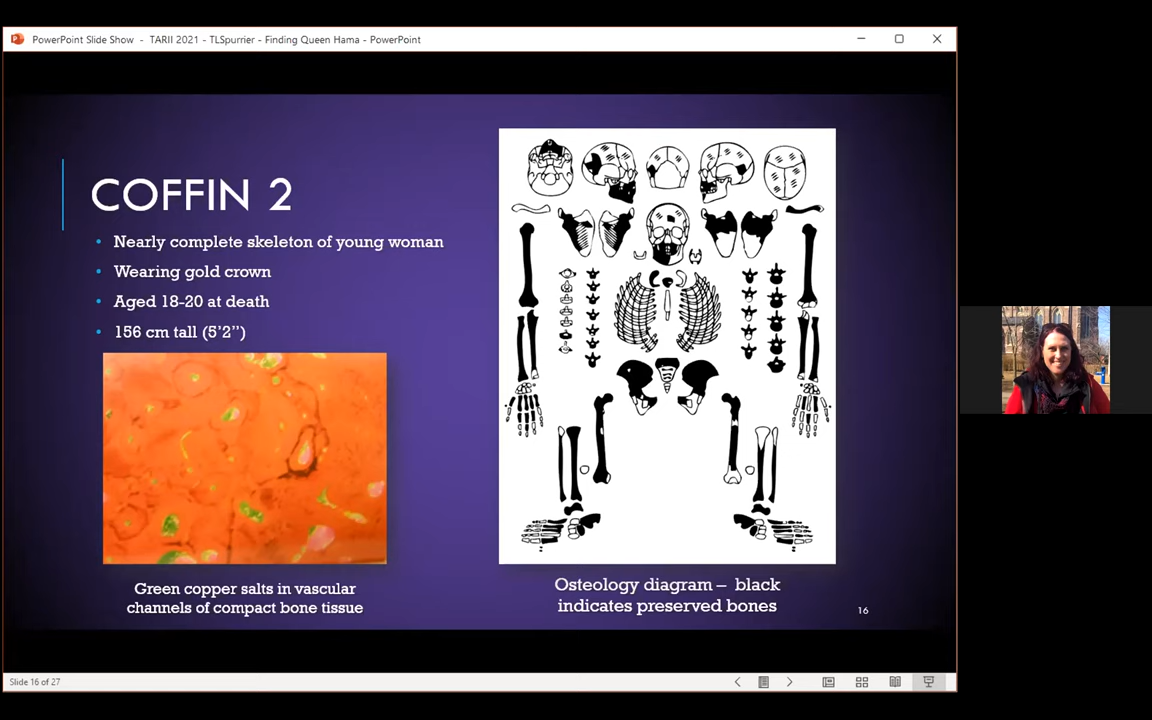 PowerPoint Slide Show - TARII 2021 - TLSpurrier - Finding Queen Hama - PowerPoint
COFFIN 2
• Nearly complete skeleton of young woman
• Wearing gold crown
• Aged 18-20 at death
• 156 cm tall (5’2”)
Green copper salts in vascular
channels of compact bone tissue
Osteology diagram – black
indicates preserved bones
16
Slide 16 of 27